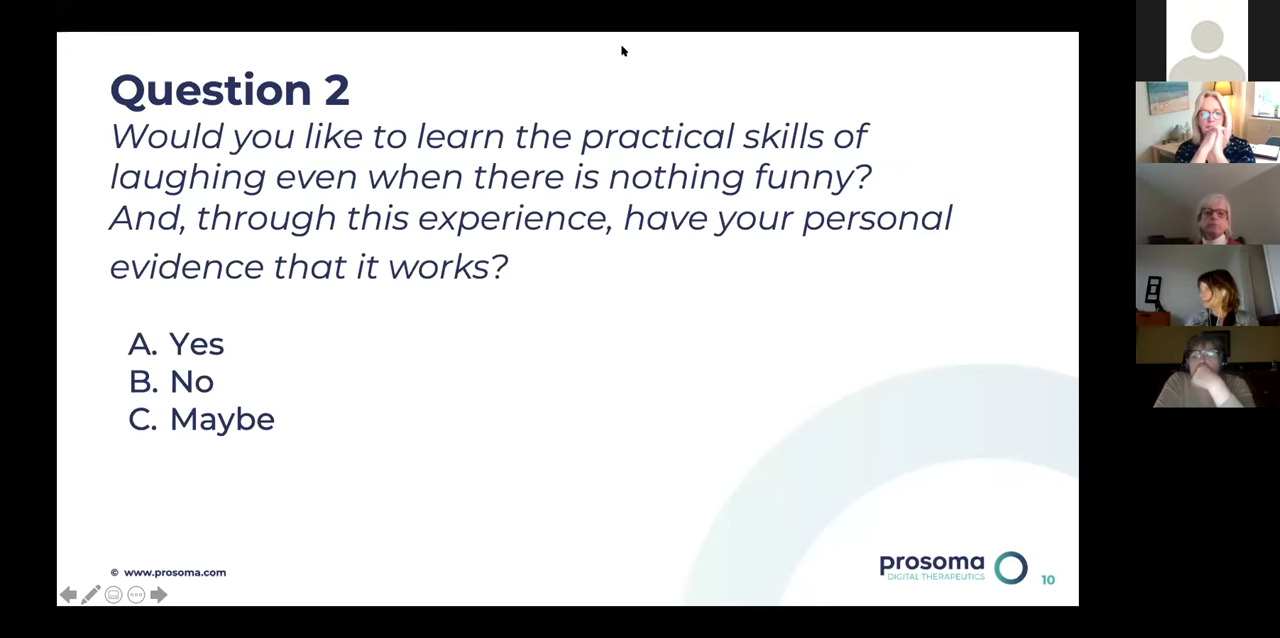 Question 2
Would you like to learn the practical skills of
laughing even when there is nothing funny?
And, through this experience, have your personal
evidence that it works?
A. Yes
B. No
C. Maybe
© www.prosoma.com
prosoma
DIGITAL THERAPEUTICS
10